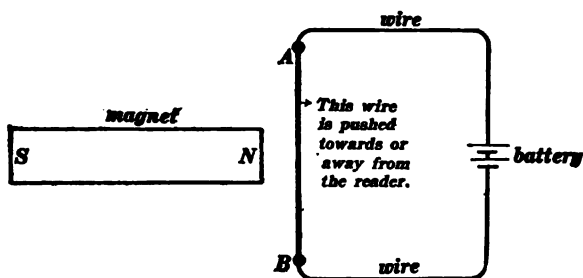 wire
A
This wire
is pushed
towards or
away from
the reader.
magnet
S N
battery
B
wire